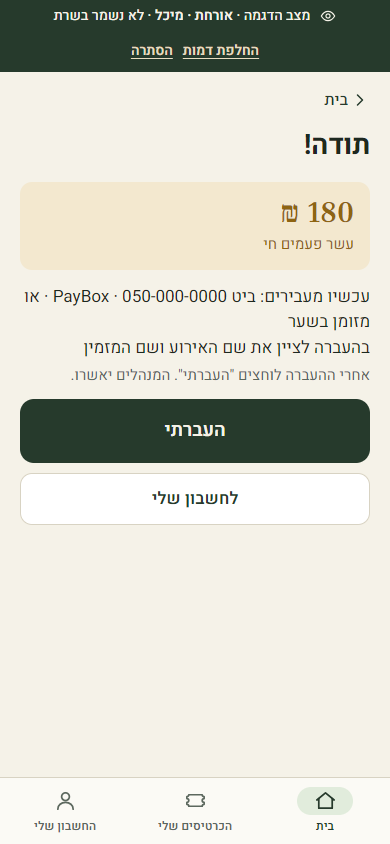 מצב הדגמה · אורחת · מיכל · לא נשמר בשרת
החלפת דמות הסתרה
בית
תודה!
180 ₪
עשר פעמים חי
עכשיו מעבירים: ביט 050-000-0000 · PayBox · או
מזומן בשער
בהעברה לציין את שם האירוע ושם המזמין
אחרי ההעברה לוחצים "העברתי". המנהלים יאשרו.
העברתי
לחשבון שלי
בית
הכרטיסים שלי
החשבון שלי